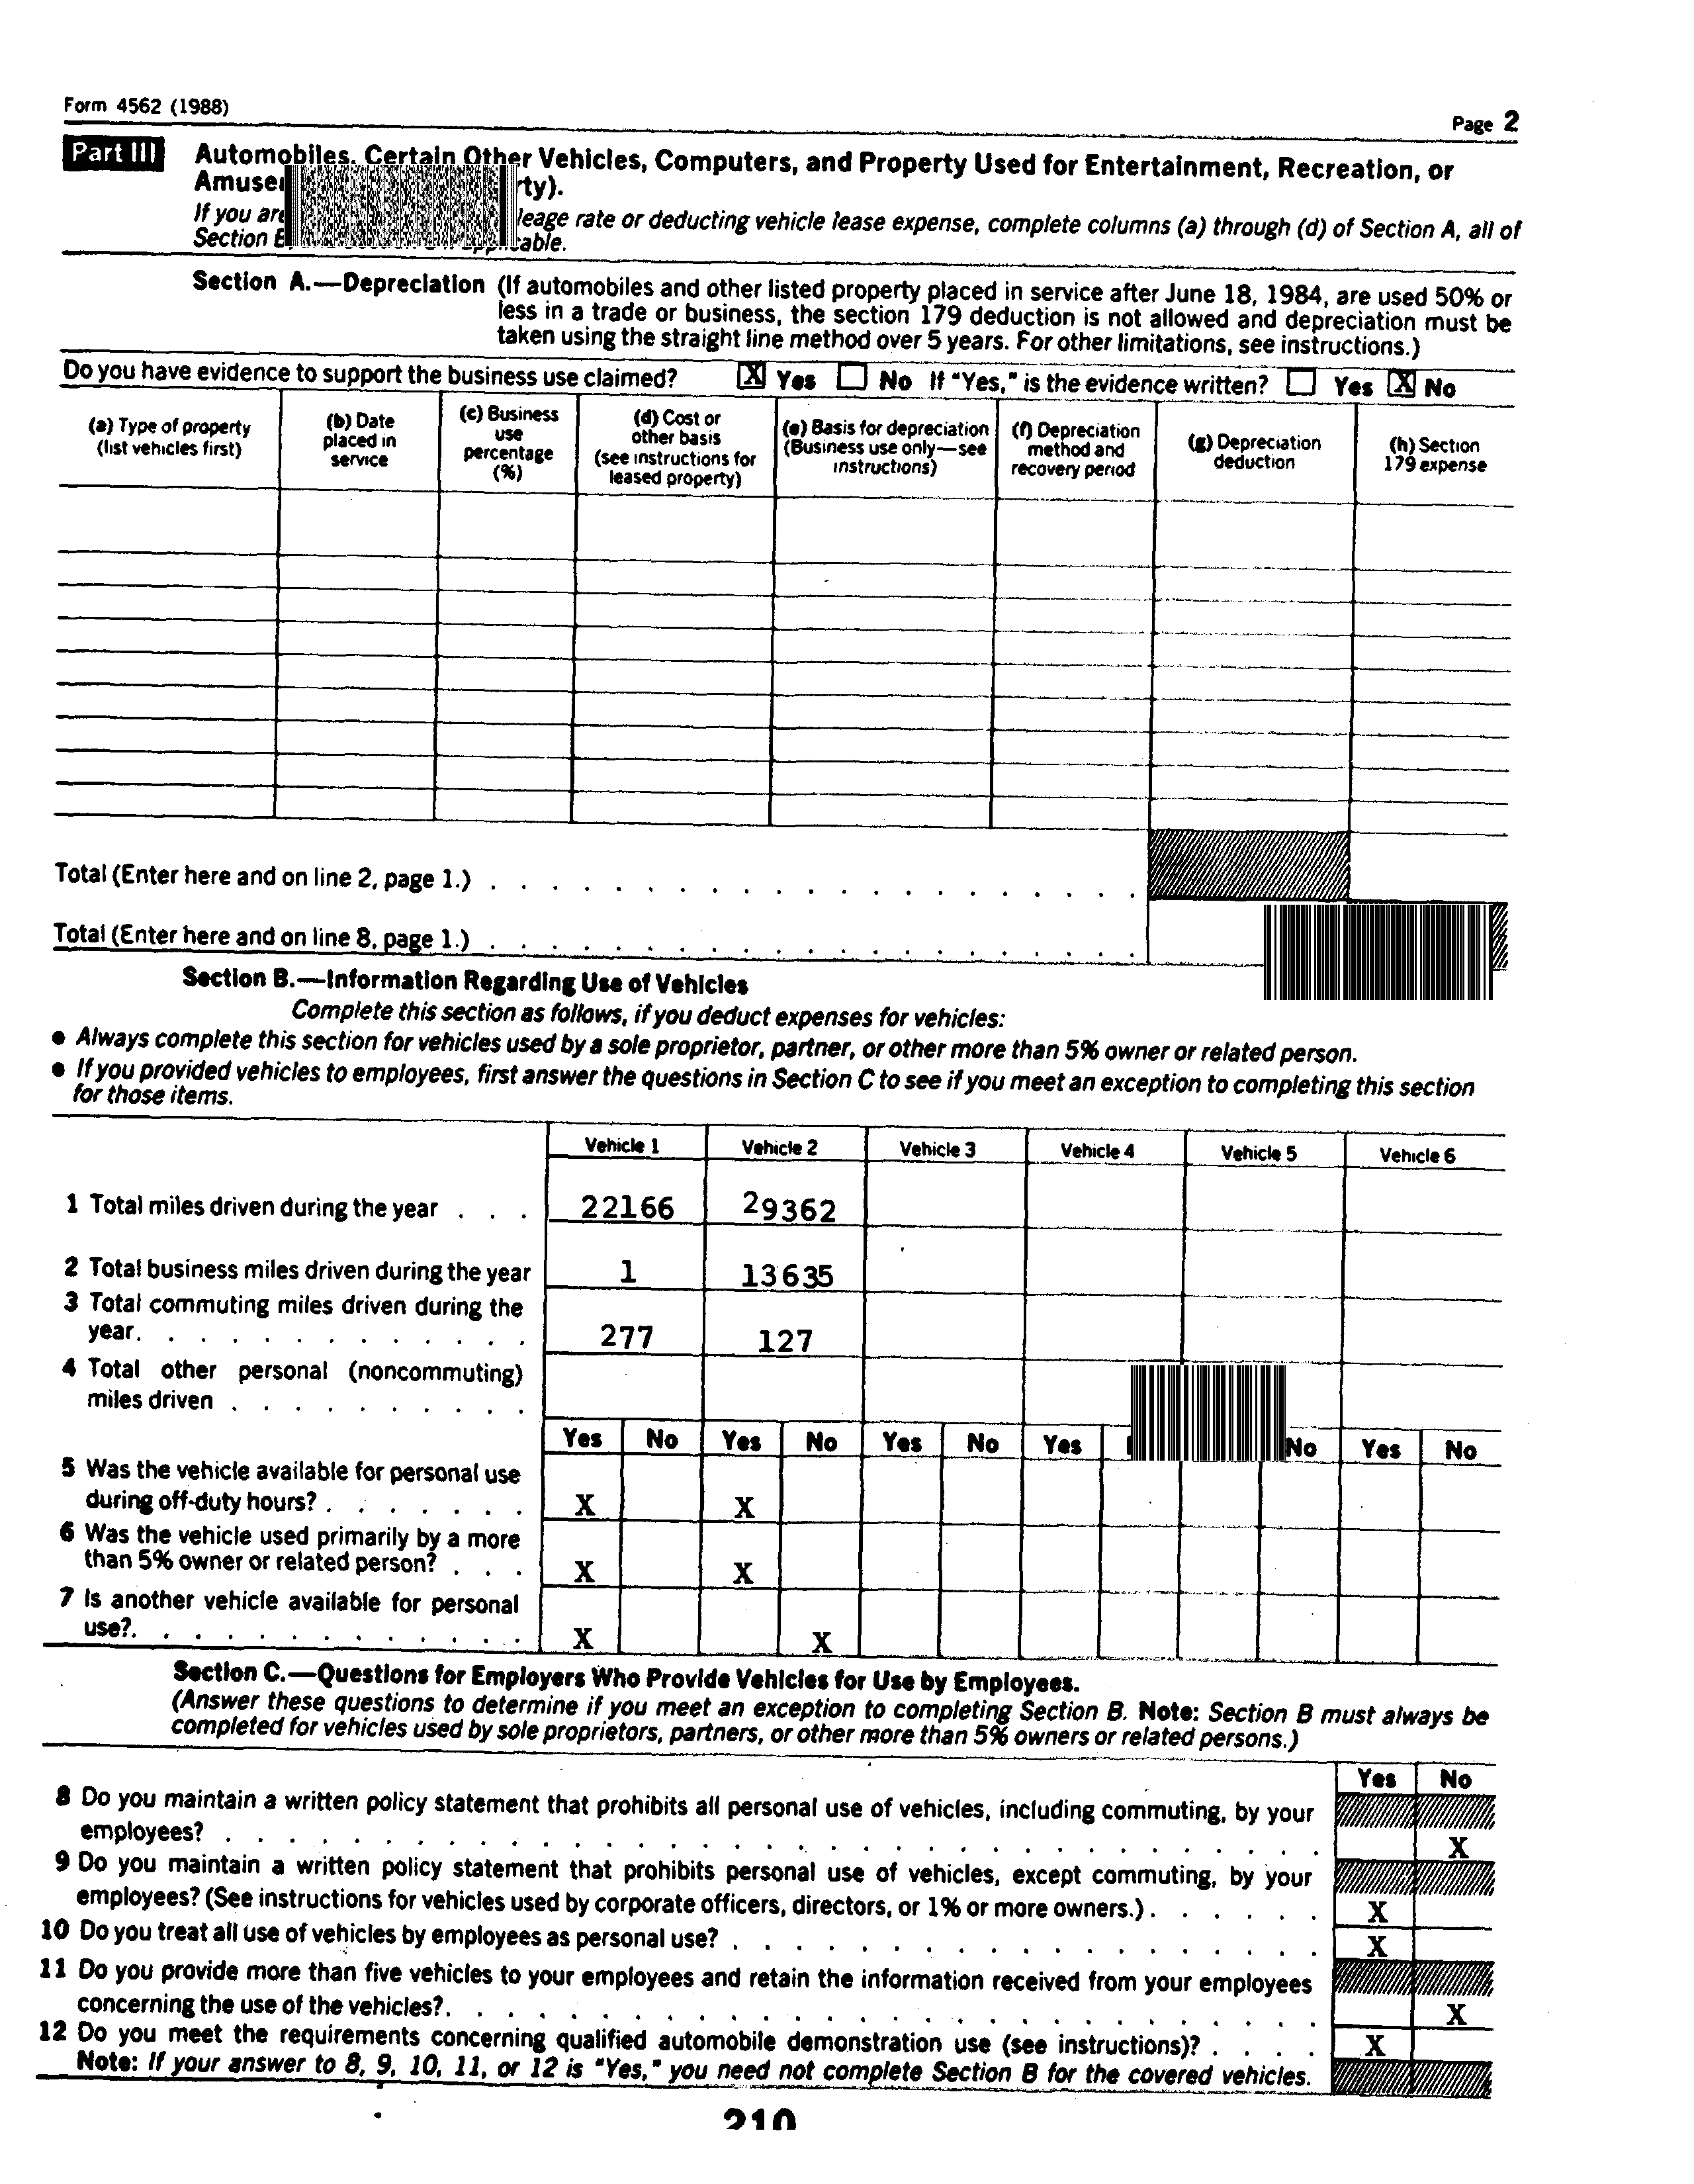 Form 4562 (1988)
Page 2
Part III
Automobiles, Certain Other Vehicles, Computers, and Property Used for Entertainment, Recreation, or
rty).
If you leage rate or deducting vehicle lease expense, complete columns (a) through (d) of Section A, all of
Section cable.
Section A.—Depreciation (If automobiles and other listed property placed in service after June 18, 1984, are used 50% or
less in a trade or business, the section 179 deduction is not allowed and depreciation must be
taken using the straight line method over 5 years. For other limitations, see instructions.)
Do you have evidence to support the business use claimed? X Yes No If "Yes," is the evidence written? Yes X No
(a) Type of property
(list vehicles first)
(b) Date
placed in
service
(c) Business
use
percentage
(%)
(d) Cost or
other basis
(see instructions for
leased property)
(e) Basis for depreciation
(Business use only—see
instructions)
(f) Depreciation
method and
recovery period
(g) Depreciation
deduction
(h) Section
179 expense
Total (Enter here and on line 2, page 1.) . . . . . . . . . . . . . . . . . . . . .
Total (Enter here and on line 8, page 1.) . . . . . . . . . . . . . . . . . . . . .
Section B.—Information Regarding Use of Vehicles
Complete this section as follows, if you deduct expenses for vehicles:
● Always complete this section for vehicles used by a sole proprietor, partner, or other more than 5% owner or related person.
● If you provided vehicles to employees, first answer the questions in Section C to see if you meet an exception to completing this section
for those items.
Vehicle 1 Vehicle 2 Vehicle 3 Vehicle 4 Vehicle 5 Vehicle 6
1 Total miles driven during the year . . . 22166 29362
2 Total business miles driven during the year 1 13635
3 Total commuting miles driven during the
year. . . . . . . . . . . . . 277 127
4 Total other personal (noncommuting)
miles driven . . . . . . . . . .
Yes No Yes No Yes No Yes No Yes No
5 Was the vehicle available for personal use
during off-duty hours? . . . . . . . X X
6 Was the vehicle used primarily by a more
than 5% owner or related person? . . . X X
7 Is another vehicle available for personal
use?. . . . . . . . . . . . . X X
Section C.—Questions for Employers Who Provide Vehicles for Use by Employees.
(Answer these questions to determine if you meet an exception to completing Section B. Note: Section B must always be
completed for vehicles used by sole proprietors, partners, or other more than 5% owners or related persons.)
Yes No
8 Do you maintain a written policy statement that prohibits all personal use of vehicles, including commuting, by your
employees? . . . . . . . . . . . . . . . . . . . . . . . . . . . . . . . . . . X
9 Do you maintain a written policy statement that prohibits personal use of vehicles, except commuting, by your
employees? (See instructions for vehicles used by corporate officers, directors, or 1% or more owners.) . . . . . . X
10 Do you treat all use of vehicles by employees as personal use? . . . . . . . . . . . . . . . . . . X
11 Do you provide more than five vehicles to your employees and retain the information received from your employees
concerning the use of the vehicles?. . . . . . . . . . . . . . . . . . . . . . . . . . . . X
12 Do you meet the requirements concerning qualified automobile demonstration use (see instructions)? . . . . X
Note: If your answer to 8, 9, 10, 11, or 12 is "Yes," you need not complete Section B for the covered vehicles.
210